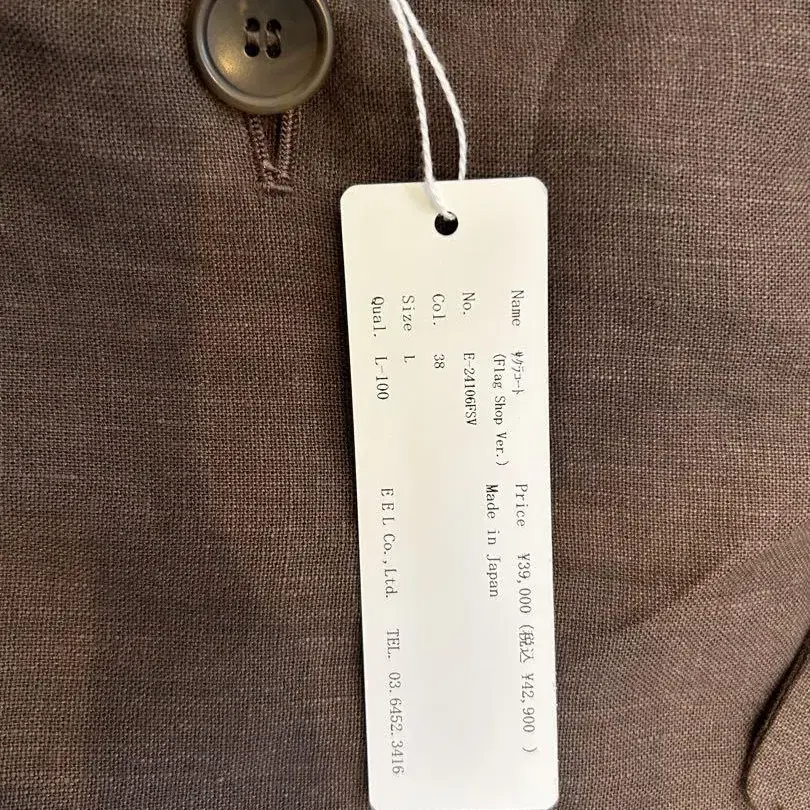 Name ｻｸﾗｺｰﾄ Price ¥39,000 (税込 ¥42,900 )
(Flag Shop Ver.) Made in Japan
No. E-24106FSV
Col. 38
Size L
Qual. L-100 E E L Co.,Ltd. TEL. 03.6452.3416